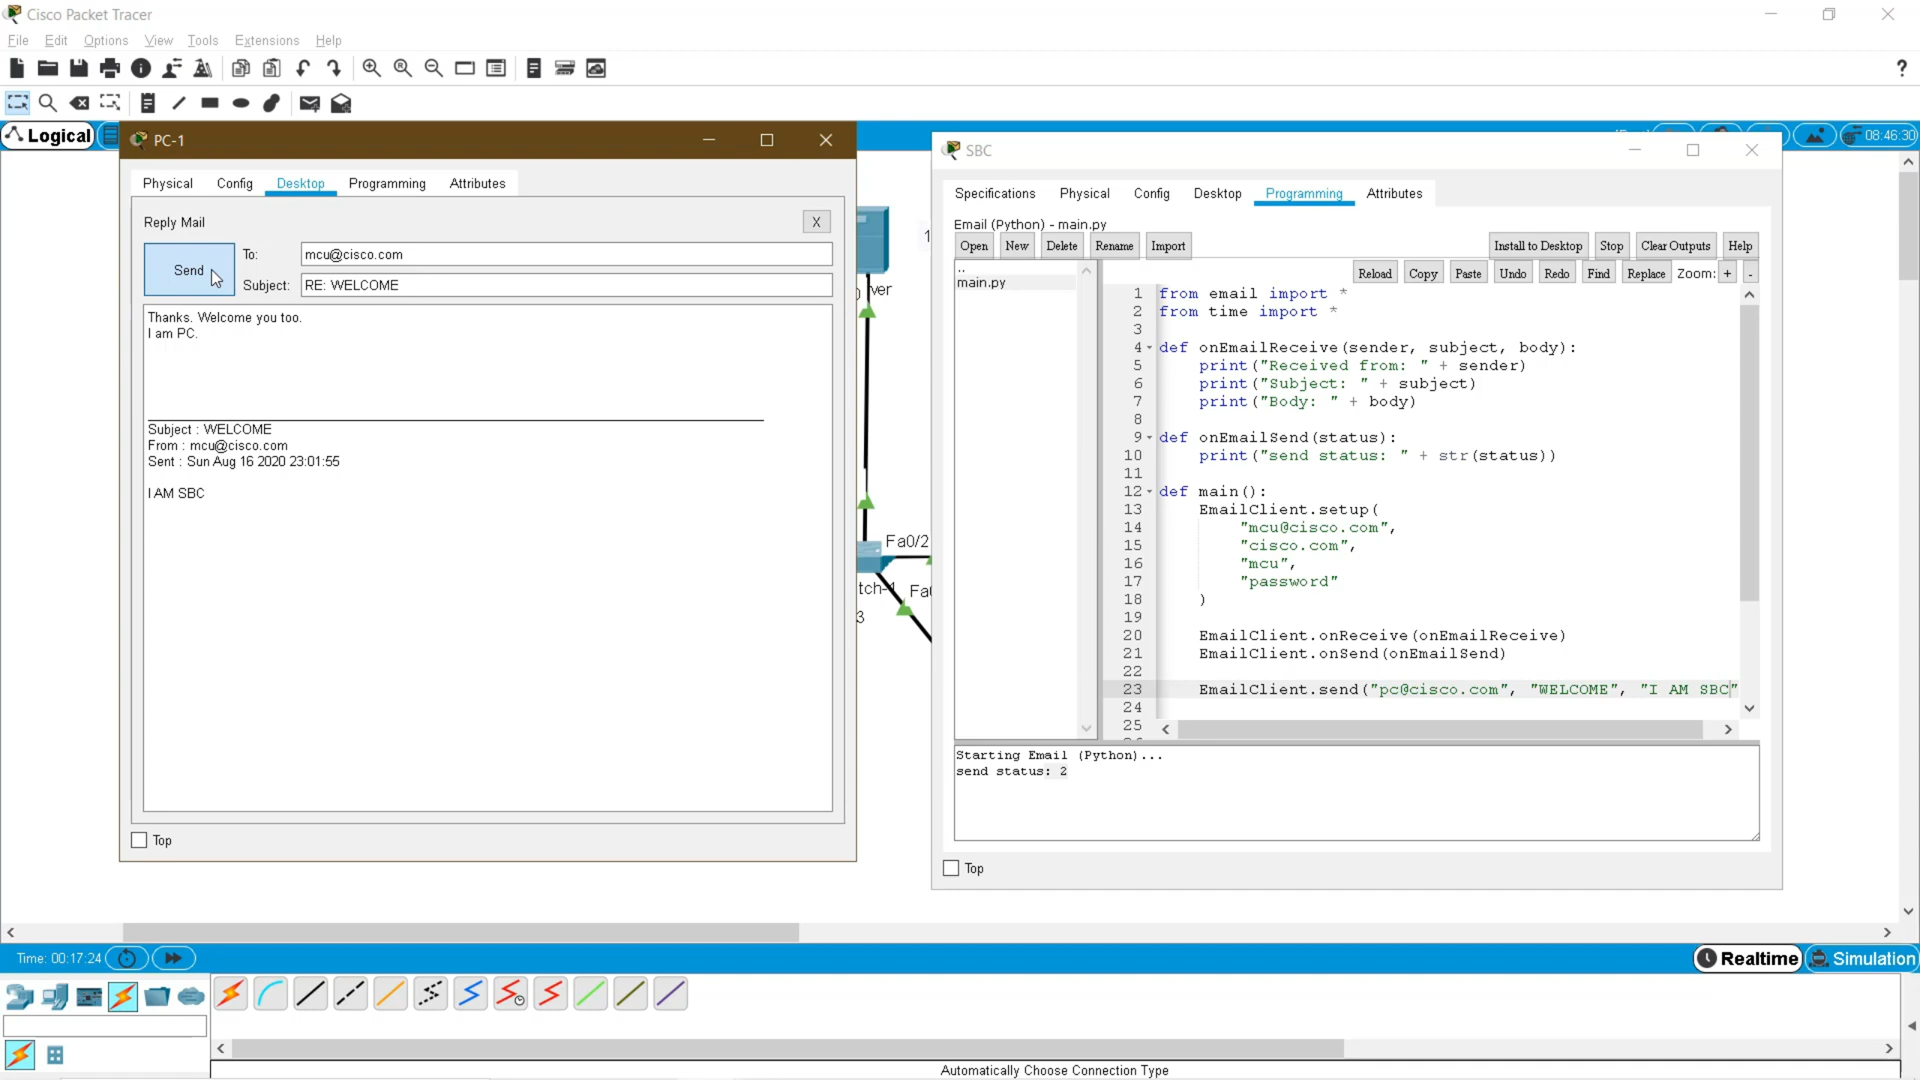 Cisco Packet Tracer
File Edit Options View Tools Extensions Help
?
Logical
08:46:30
PC-1
Physical Config Desktop Programming Attributes
Reply Mail
X
Send
To: mcu@cisco.com
Subject: RE: WELCOME
Thanks. Welcome you too.
I am PC.
Subject : WELCOME
From : mcu@cisco.com
Sent : Sun Aug 16 2020 23:01:55
I AM SBC
Top
1
ver
Fa0/2
tch-
3
SBC
Specifications Physical Config Desktop Programming Attributes
Email (Python) - main.py
Open New Delete Rename Import Install to Desktop Stop Clear Outputs Help
..
main.py
Reload Copy Paste Undo Redo Find Replace Zoom: + -
1 from email import *
2 from time import *
3
4 def onEmailReceive(sender, subject, body):
5 print("Received from: " + sender)
6 print("Subject: " + subject)
7 print("Body: " + body)
8
9 def onEmailSend(status):
10 print("send status: " + str(status))
11
12 def main():
13 EmailClient.setup(
14 "mcu@cisco.com",
15 "cisco.com",
16 "mcu",
17 "password"
18 )
19
20 EmailClient.onReceive(onEmailReceive)
21 EmailClient.onSend(onEmailSend)
22
23 EmailClient.send("pc@cisco.com", "WELCOME", "I AM SBC"
24
25
Starting Email (Python)...
send status: 2
Top
Time: 00:17:24
Realtime Simulation
Automatically Choose Connection Type